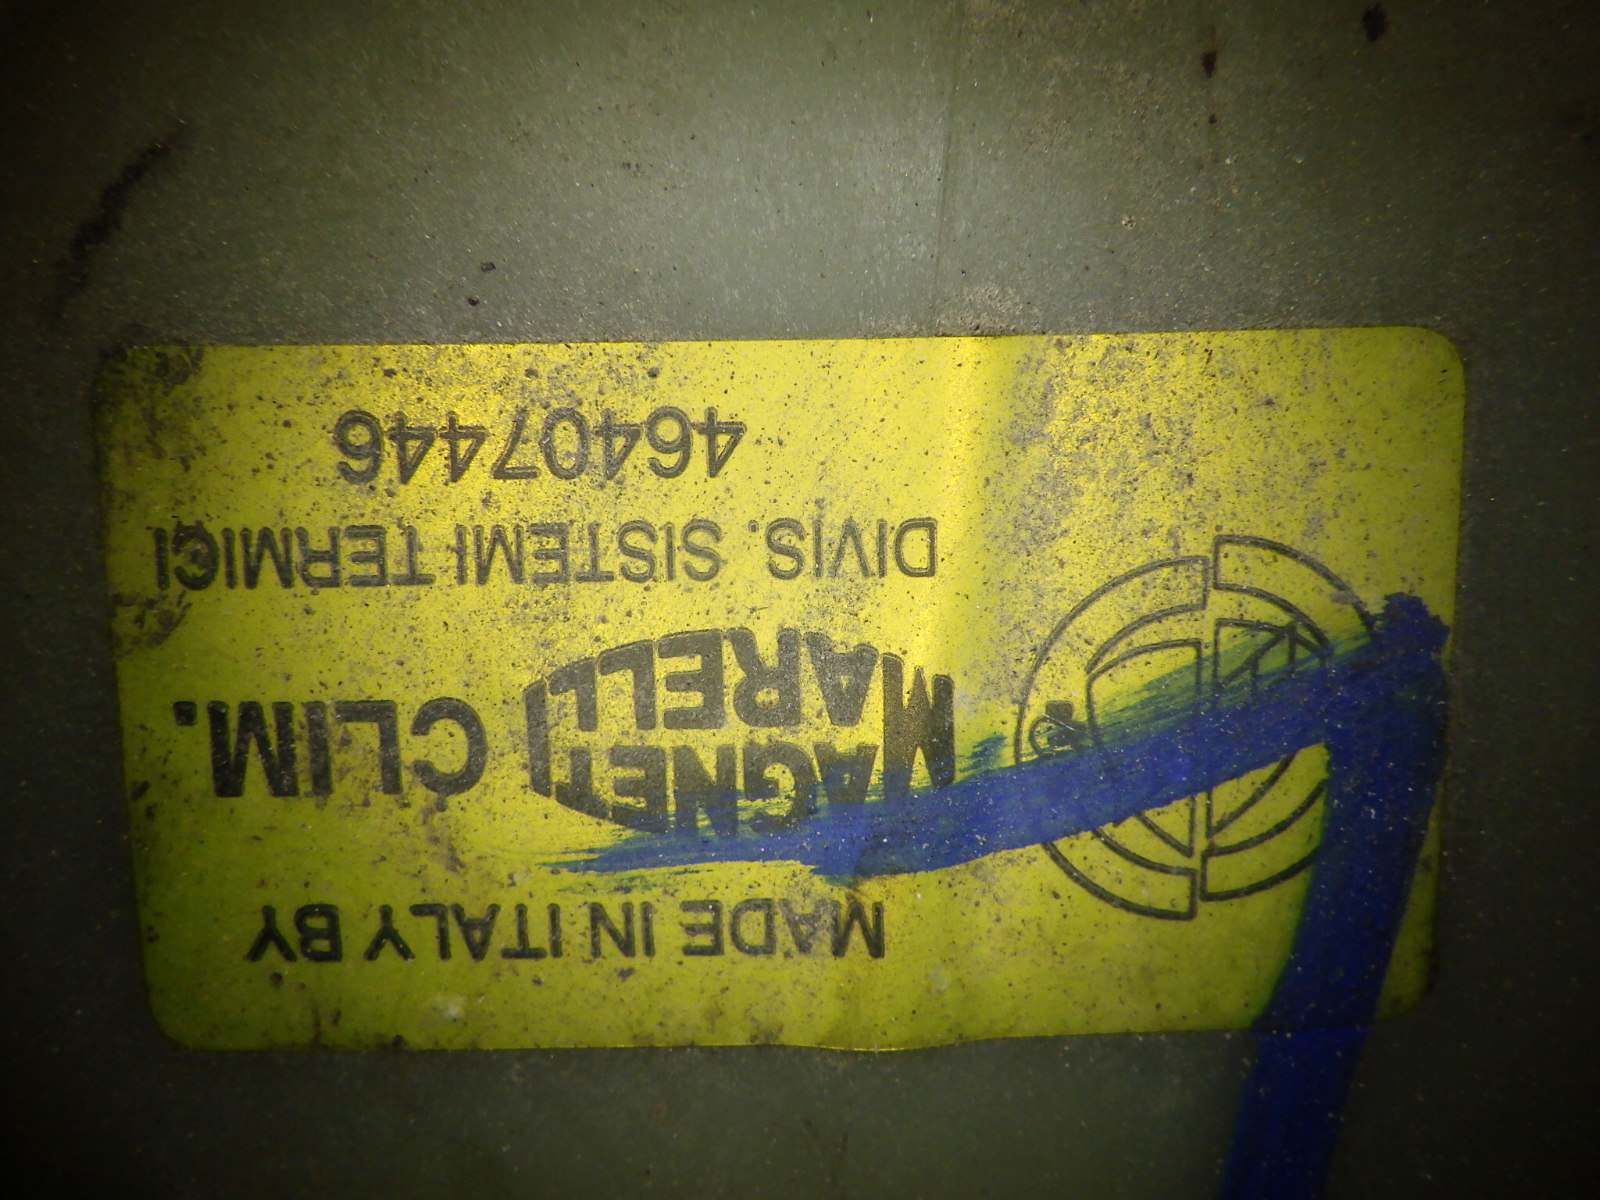 MADE IN ITALY BY
MAGNETI MARELLI CLIM.
DIVIS. SISTEMI TERMICI
46407446